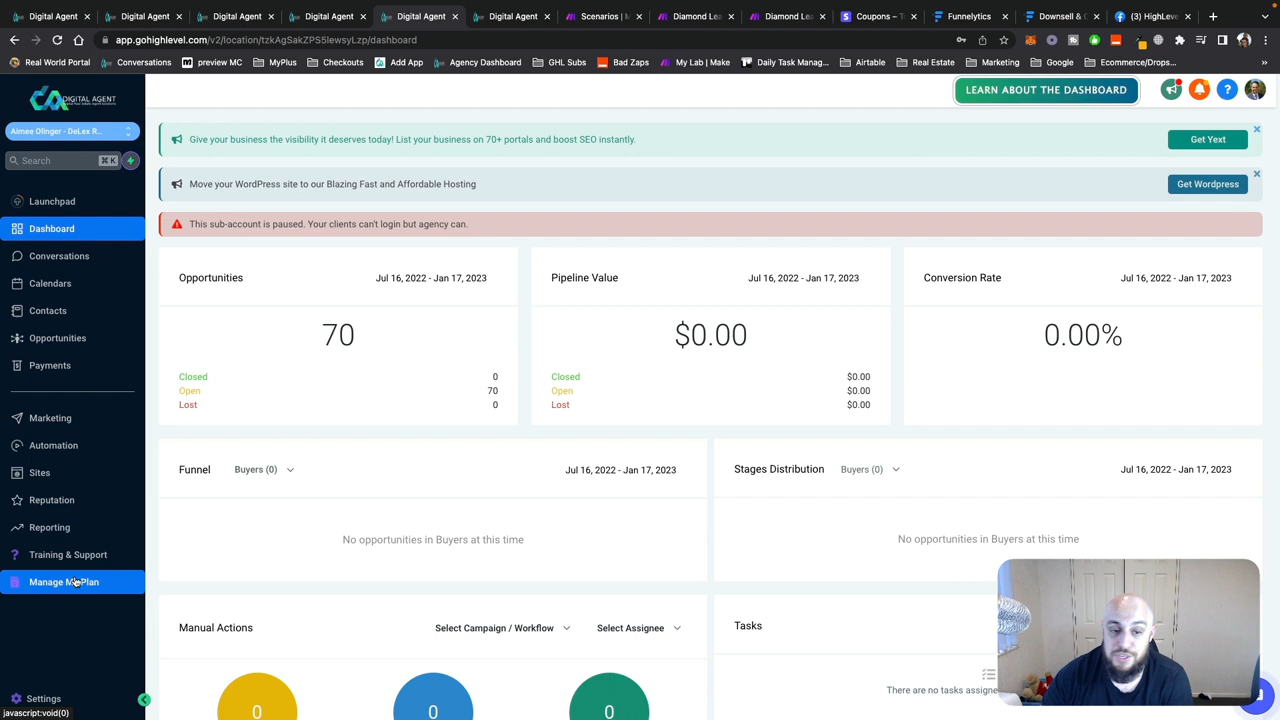 Digital Agent
Digital Agent
Digital Agent
Digital Agent
Digital Agent
Scenarios | M
Diamond Lea
Diamond Lea
Coupons – T
Funnelytics
Downsell & C
(3) HighLeve
app.gohighlevel.com/v2/location/tzkAgSakZPS5lewsyLzp/dashboard
Real World Portal
Conversations
preview MC
MyPlus
Checkouts
Add App
Agency Dashboard
GHL Subs
Bad Zaps
My Lab | Make
Daily Task Manag...
Airtable
Real Estate
Marketing
Google
Ecommerce/Drops...
DIGITAL AGENT
LEARN ABOUT THE DASHBOARD
Aimee Olinger - DeLex R...
Search ⌘ K
Launchpad
Dashboard
Conversations
Calendars
Contacts
Opportunities
Payments
Marketing
Automation
Sites
Reputation
Reporting
Training & Support
Manage My Plan
Settings
javascript:void(0)
Give your business the visibility it deserves today! List your business on 70+ portals and boost SEO instantly.
Get Yext
Move your WordPress site to our Blazing Fast and Affordable Hosting
Get Wordpress
This sub-account is paused. Your clients can't login but agency can.
Opportunities Jul 16, 2022 - Jan 17, 2023
70
Closed 0
Open 70
Lost 0
Pipeline Value Jul 16, 2022 - Jan 17, 2023
$0.00
Closed $0.00
Open $0.00
Lost $0.00
Conversion Rate Jul 16, 2022 - Jan 17, 2023
0.00%
Funnel Buyers (0) Jul 16, 2022 - Jan 17, 2023
No opportunities in Buyers at this time
Stages Distribution Buyers (0) Jul 16, 2022 - Jan 17, 2023
No opportunities in Buyers at this time
Manual Actions Select Campaign / Workflow Select Assignee
0
0
0
Tasks
There are no tasks assigne